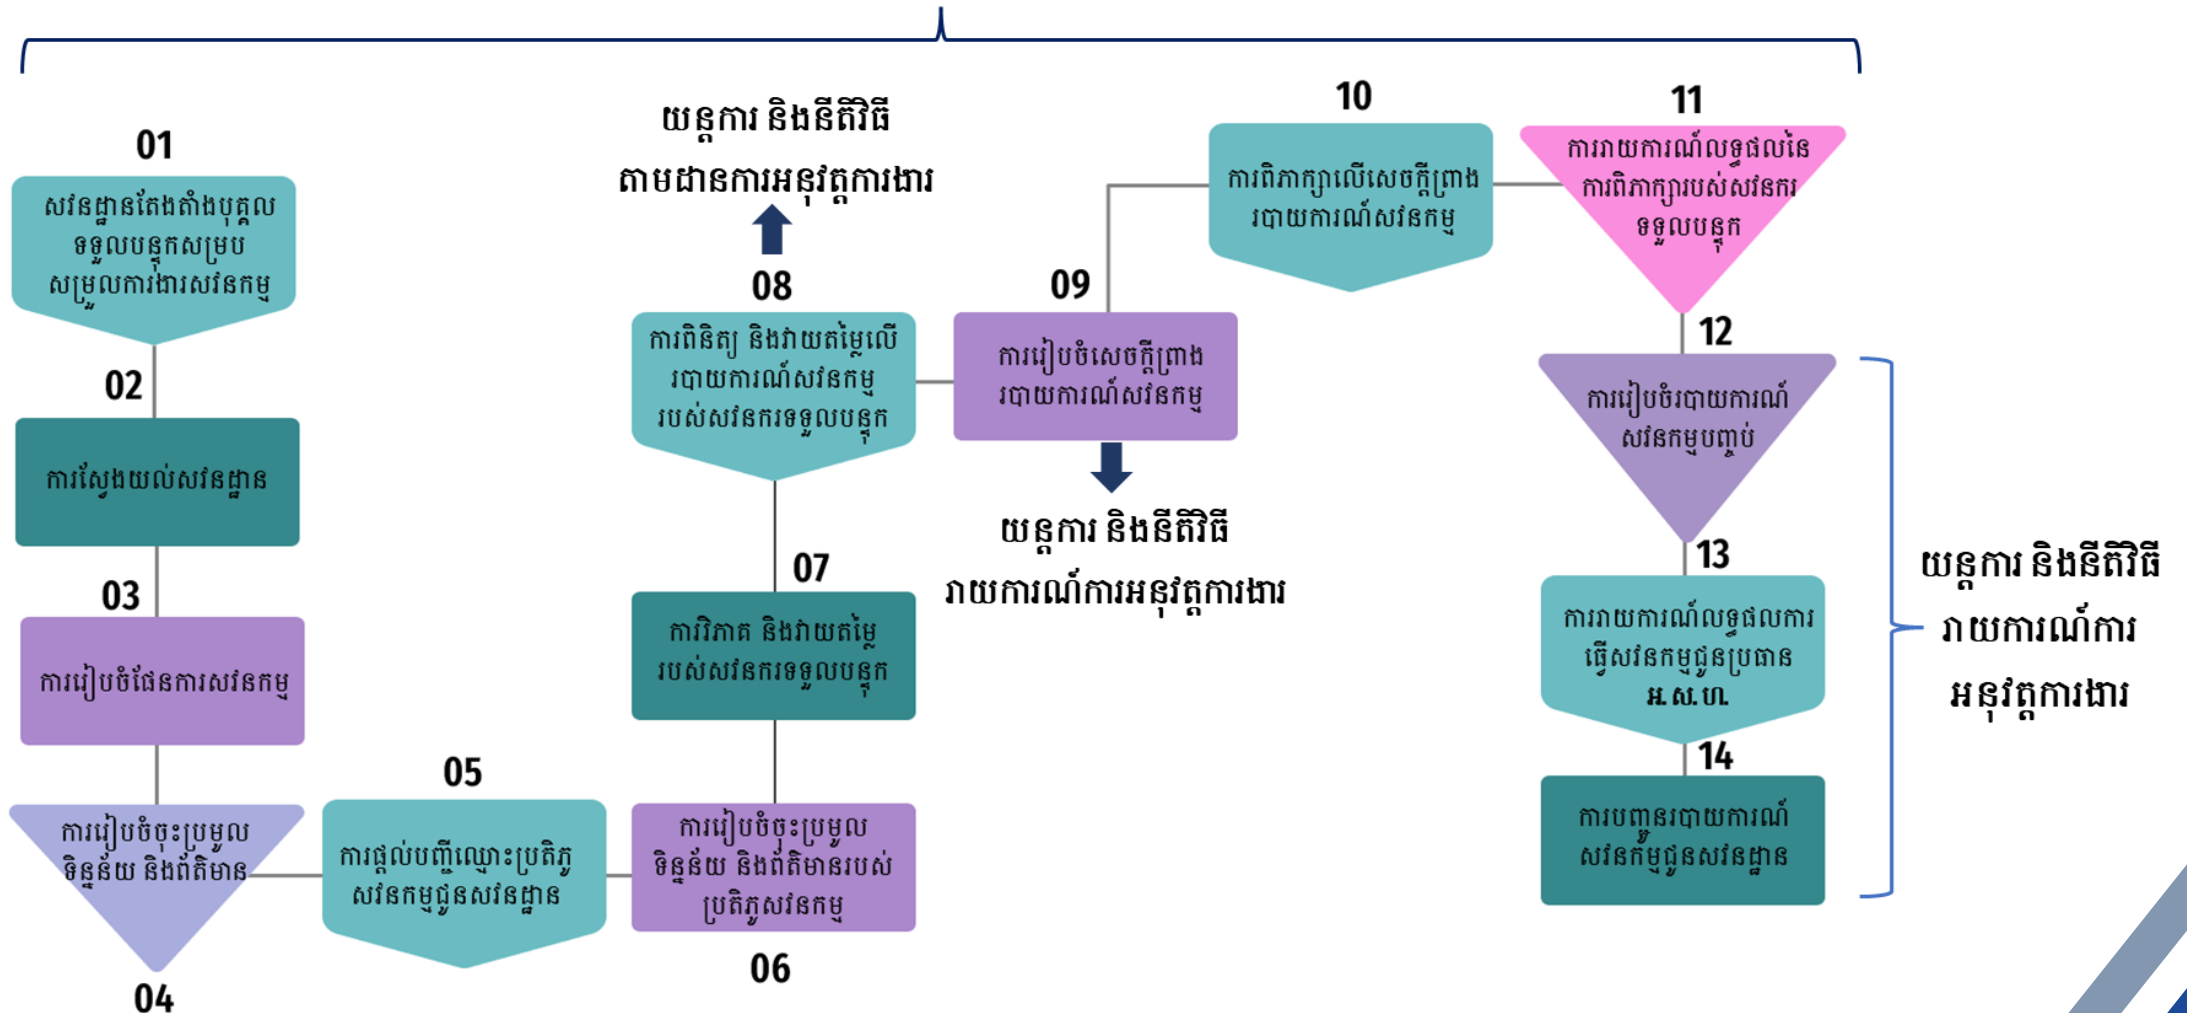 01
សវនដ្ឋានតែងតាំងបុគ្គល
ទទួលបន្ទុកសម្រប
សម្រួលការងារសវនកម្ម
02
ការស្វែងយល់សវនដ្ឋាន
03
ការរៀបចំផែនការសវនកម្ម
ការរៀបចំចុះប្រមូល
ទិន្នន័យ និងព័ត៌មាន
04
05
ការផ្តល់បញ្ជីឈ្មោះប្រតិភូ
សវនកម្មជូនសវនដ្ឋាន
ការរៀបចំចុះប្រមូល
ទិន្នន័យ និងព័ត៌មានរបស់
ប្រតិភូសវនកម្ម
06
07
ការវិភាគ និងវាយតម្លៃ
របស់សវនករទទួលបន្ទុក
យន្តការ និងនីតិវិធី
តាមដានការអនុវត្តការងារ
08
ការពិនិត្យ និងវាយតម្លៃលើ
របាយការណ៍សវនកម្ម
របស់សវនករទទួលបន្ទុក
09
ការរៀបចំសេចក្តីព្រាង
របាយការណ៍សវនកម្ម
យន្តការ និងនីតិវិធី
រាយការណ៍ការអនុវត្តការងារ
10
ការពិភាក្សាលើសេចក្តីព្រាង
របាយការណ៍សវនកម្ម
11
ការរាយការណ៍លទ្ធផលនៃ
ការពិភាក្សារបស់សវនករ
ទទួលបន្ទុក
12
ការរៀបចំរបាយការណ៍
សវនកម្មបញ្ចប់
13
ការរាយការណ៍លទ្ធផលការ
ធ្វើសវនកម្មជូនប្រធាន
អ.ស.ហ.
14
ការបញ្ជូនរបាយការណ៍
សវនកម្មជូនសវនដ្ឋាន
យន្តការ និងនីតិវិធី
រាយការណ៍ការ
អនុវត្តការងារ